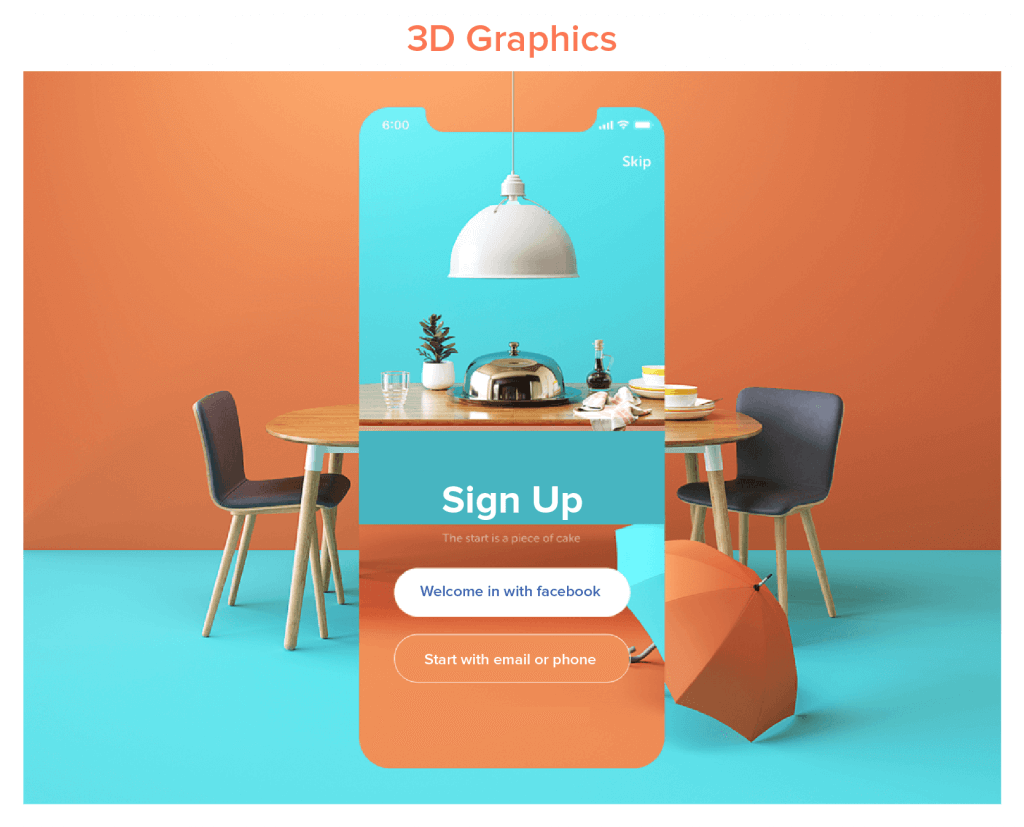 3D Graphics
6:00
Skip
Sign Up
The start is a piece of cake
Welcome in with facebook
Start with email or phone